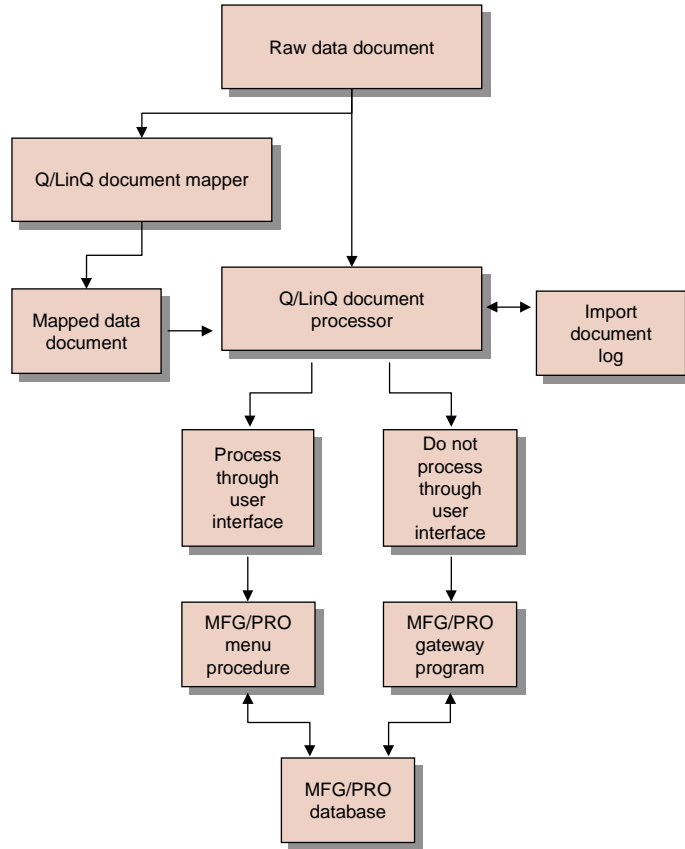 Raw data document
Q/LinQ document mapper
Mapped data
document
Q/LinQ document
processor
Import
document
log
Process
through
user
interface
Do not
process
through
user
interface
MFG/PRO
menu
procedure
MFG/PRO
gateway
program
MFG/PRO
database